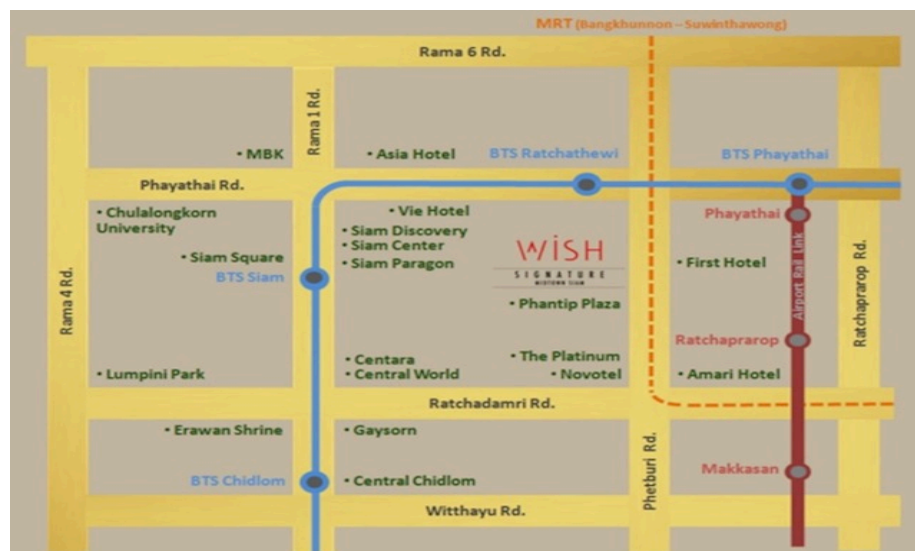 MRT (Bangkhunnon – Suwinthawong)
Rama 6 Rd.
Rama 1 Rd.
• MBK
• Asia Hotel
BTS Ratchathewi
BTS Phayathai
Phayathai Rd.
• Chulalongkorn
University
• Vie Hotel
Phayathai
• Siam Discovery
• Siam Center
• Siam Paragon
• Siam Square
BTS Siam
WISH
SIGNATURE
MIDTOWN SIAM
• First Hotel
Airport Rail Link
Ratchaprarop Rd.
Rama 4 Rd.
• Phantip Plaza
Ratchaprarop
• Lumpini Park
• Centara
• Central World
• The Platinum
• Novotel
• Amari Hotel
Ratchadamri Rd.
• Erawan Shrine
• Gaysorn
Phetburi Rd.
Makkasan
BTS Chidlom
• Central Chidlom
Witthayu Rd.